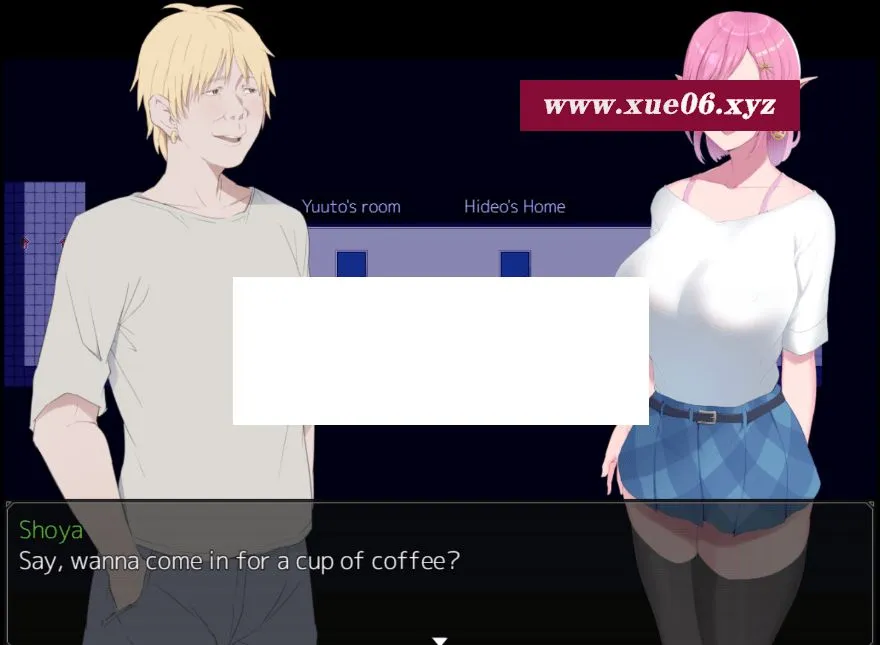 www.xue06.xyz
Yuuto's room
Hideo's Home
Shoya
Say, wanna come in for a cup of coffee?